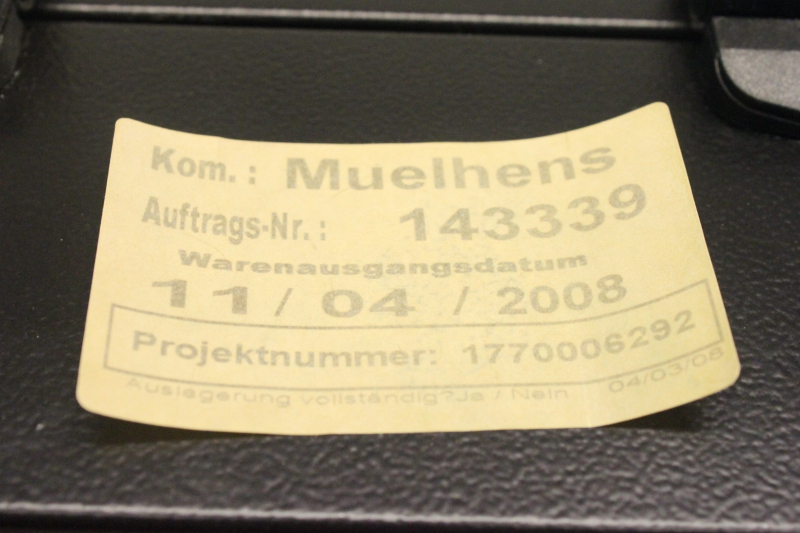 Kom.: Muelhens
Auftrags-Nr.: 143339
Warenausgangsdatum
11 / 04 / 2008
Projektnummer: 1770006292
Auslagerung vollständig?Ja / Nein 04/03/08